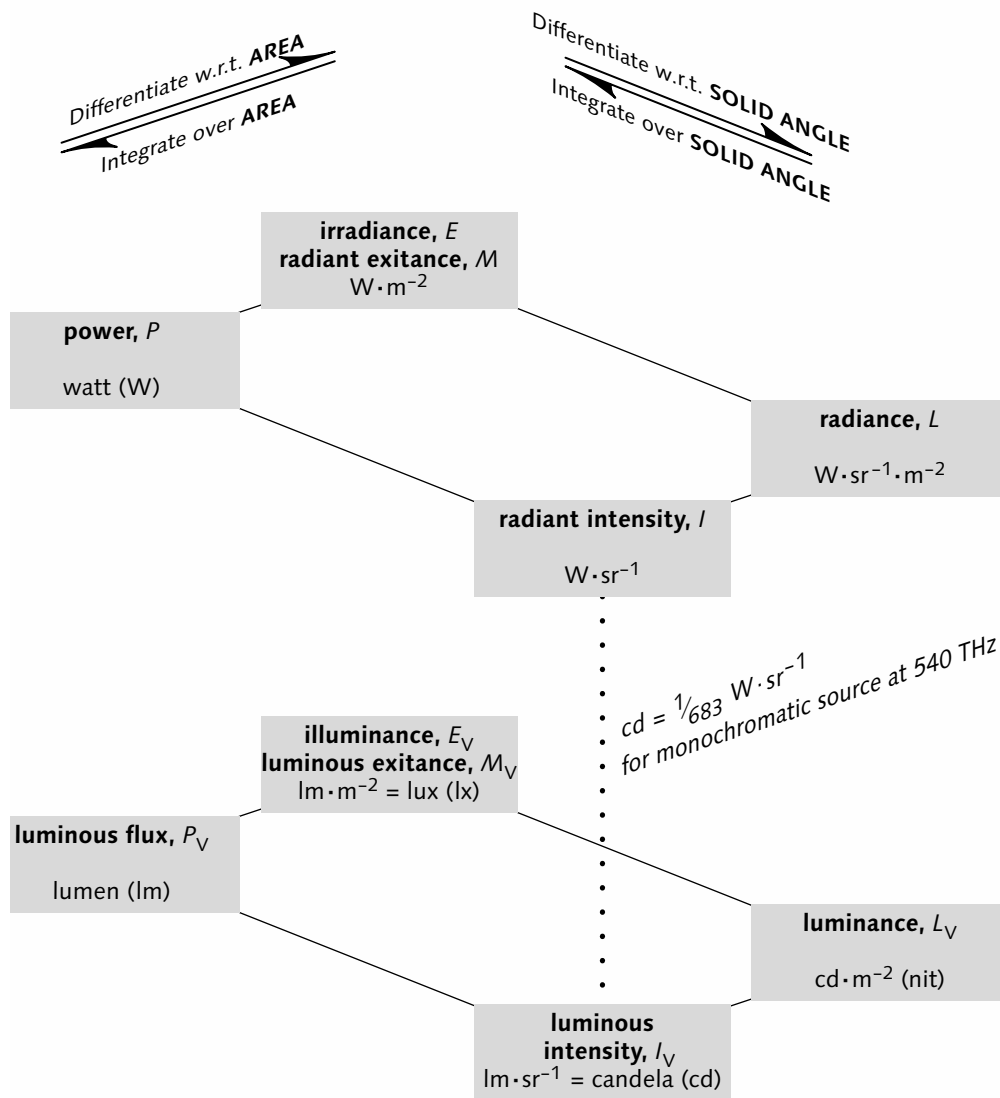 Differentiate w.r.t. AREA
Integrate over AREA
Differentiate w.r.t. SOLID ANGLE
Integrate over SOLID ANGLE
irradiance, E
radiant exitance, M
W·m⁻²
power, P
watt (W)
radiance, L
W·sr⁻¹·m⁻²
radiant intensity, I
W·sr⁻¹
cd = 1/683 W·sr⁻¹
for monochromatic source at 540 THz
illuminance, E_V
luminous exitance, M_V
lm·m⁻² = lux (lx)
luminous flux, P_V
lumen (lm)
luminance, L_V
cd·m⁻² (nit)
luminous
intensity, I_V
lm·sr⁻¹ = candela (cd)